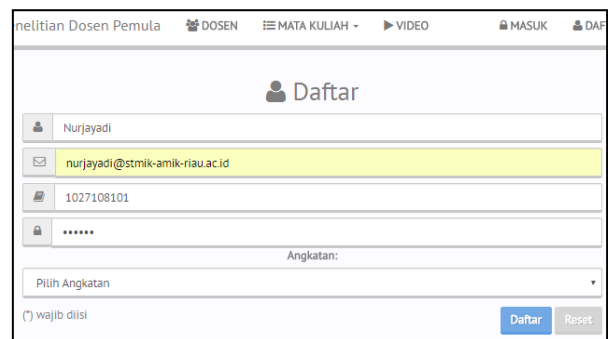 nelitian Dosen Pemula DOSEN MATA KULIAH VIDEO MASUK DAF
Daftar
Nurjayadi
nurjayadi@stmik-amik-riau.ac.id
1027108101
••••••
Angkatan:
Pilih Angkatan
(*) wajib diisi
Daftar Reset